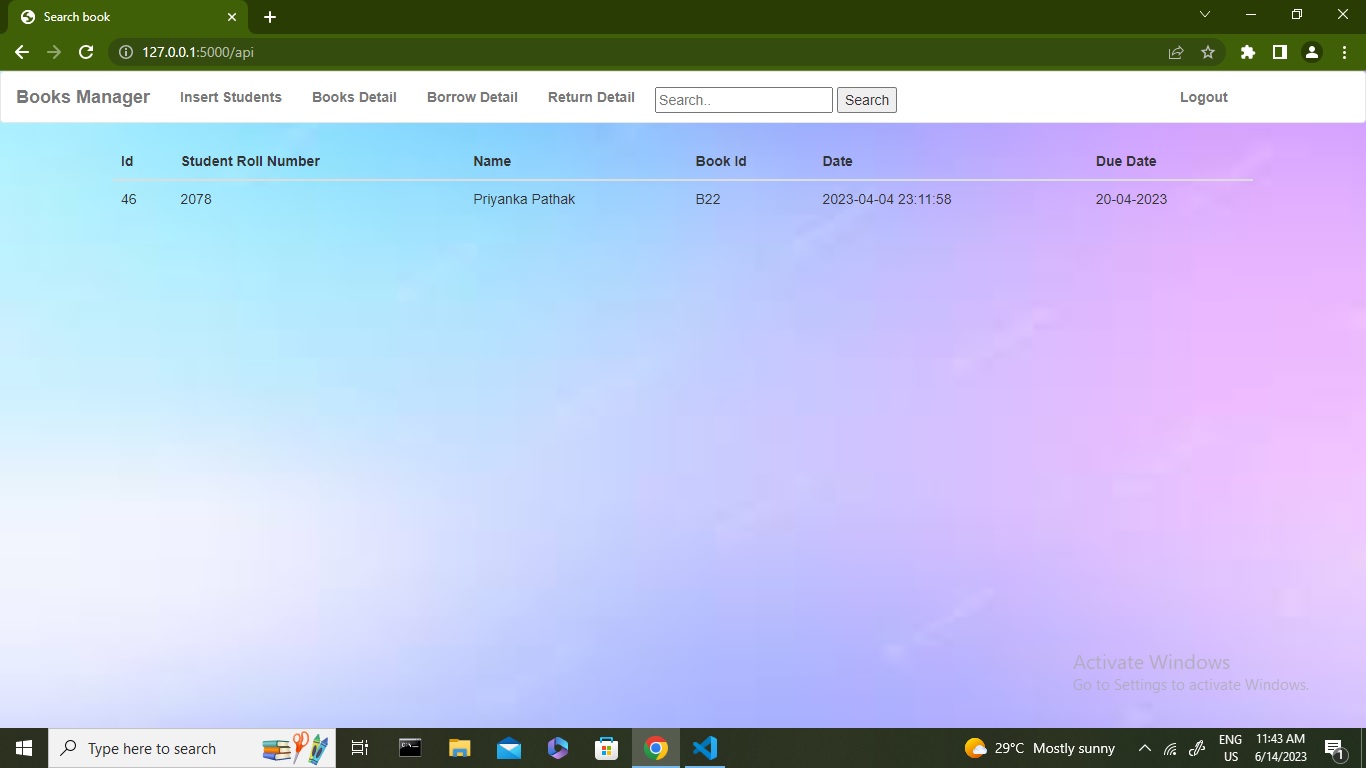 Search book
127.0.0.1:5000/api
Books Manager Insert Students Books Detail Borrow Detail Return Detail Search.. Search Logout
Id Student Roll Number Name Book Id Date Due Date
46 2078 Priyanka Pathak B22 2023-04-04 23:11:58 20-04-2023
Activate Windows
Go to Settings to activate Windows.
Type here to search 29°C Mostly sunny ENG US 11:43 AM 6/14/2023 1